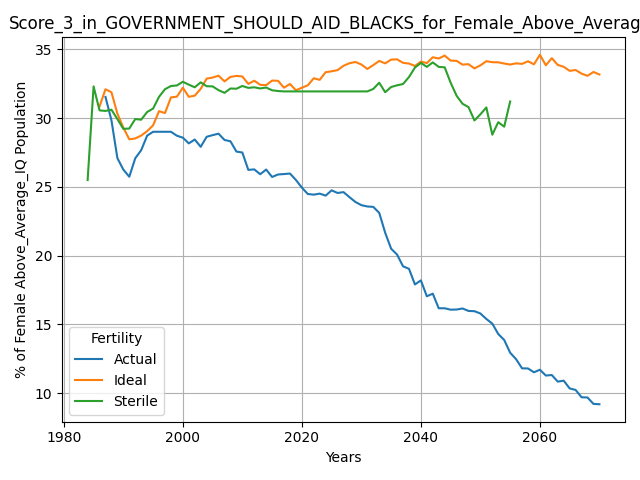 Score_3_in_GOVERNMENT_SHOULD_AID_BLACKS_for_Female_Above_Averag
% of Female Above_Average_IQ Population
35
30
25
20
15
10
Fertility
Actual
Ideal
Sterile
1980
2000
2020
2040
2060
Years